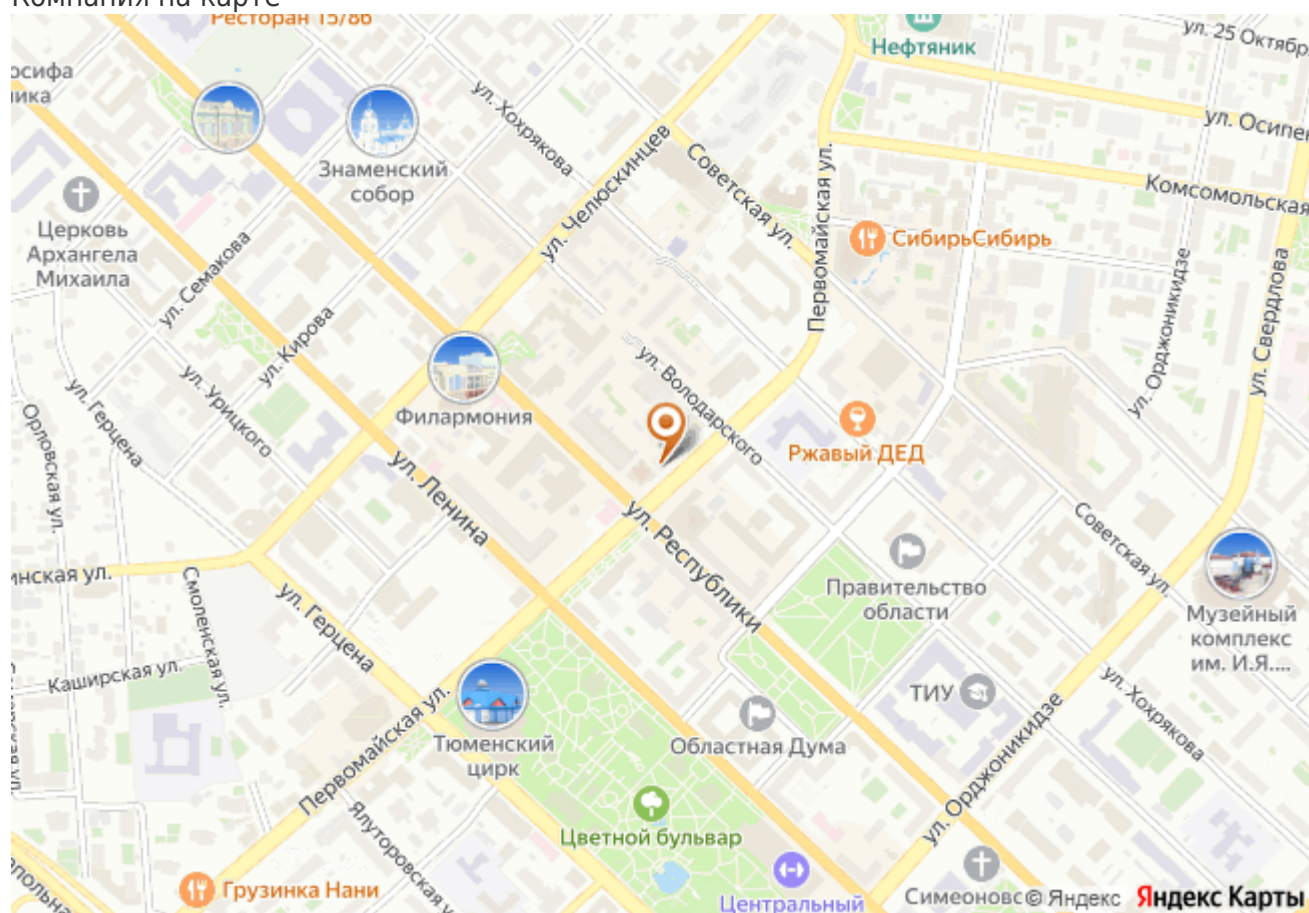 Компания на карте
Ресторан 15/86
Нефтяник
ул. 25 Октябр
осифа
ика
ул. Хохрякова
ул. Осипен
Знаменский
собор
ул. Челюскинцев
Советская ул.
Первомайская ул.
Комсомольская
Церковь
Архангела
Михаила
СибирьСибирь
ул. Семакова
ул. Кирова
ул. Орджоникидзе
ул. Свердлова
ул. Володарского
ул. Урицкого
ул. Герцена
Филармония
Орловская ул.
Ржавый ДЕД
ул. Ленина
ул. Республики
Советская ул.
инская ул.
Смоленская ул.
Правительство
области
ул. Герцена
Музейный
комплекс
им. И.Я....
Каширская ул.
ТИУ
ул. Хохрякова
Первомайская ул.
Тюменский
цирк
Областная Дума
ул. Орджоникидзе
Цветной бульвар
Ялуторовская ул.
Грузинка Нани
Центральный
Симеоновс
© Яндекс Яндекс Карты